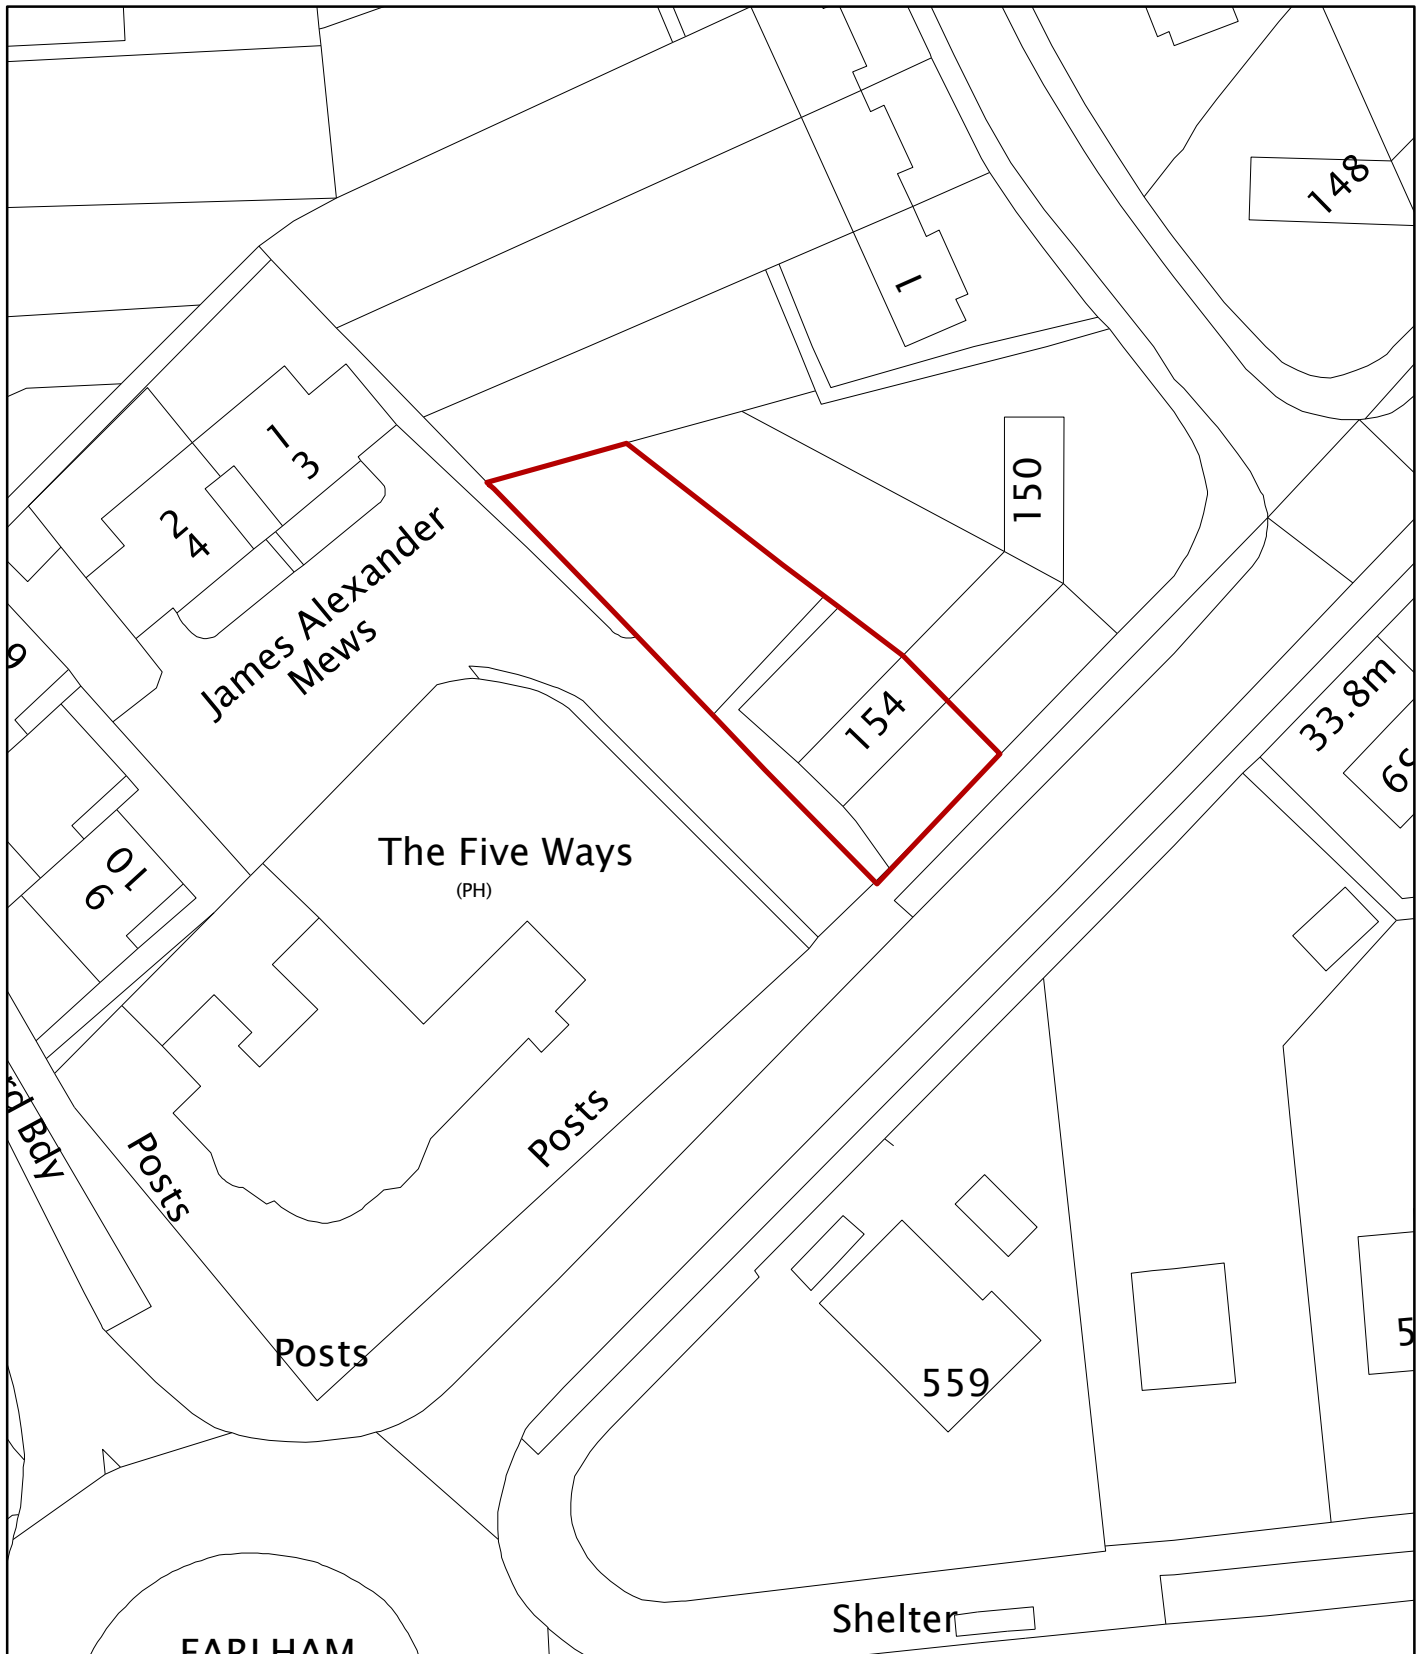 148
1
150
1
3
2
4
James Alexander
Mews
33.8m
154
The Five Ways
(PH)
10
9
Posts
Posts
Posts
559
Shelter